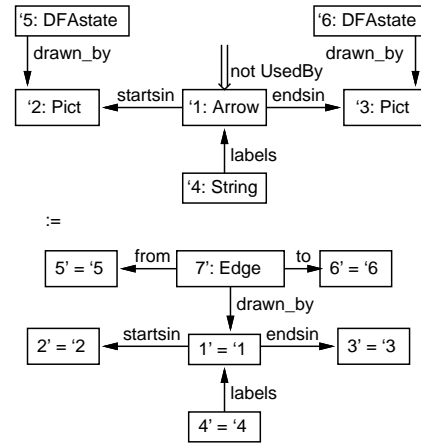 ‘5: DFAstate ‘6: DFAstate
drawn_by drawn_by
not UsedBy
‘2: Pict startsin ‘1: Arrow endsin ‘3: Pict
labels
‘4: String
:=
5’ = ‘5 from 7’: Edge to 6’ = ‘6
drawn_by
2’ = ‘2 startsin 1’ = ‘1 endsin 3’ = ‘3
labels
4’ = ‘4